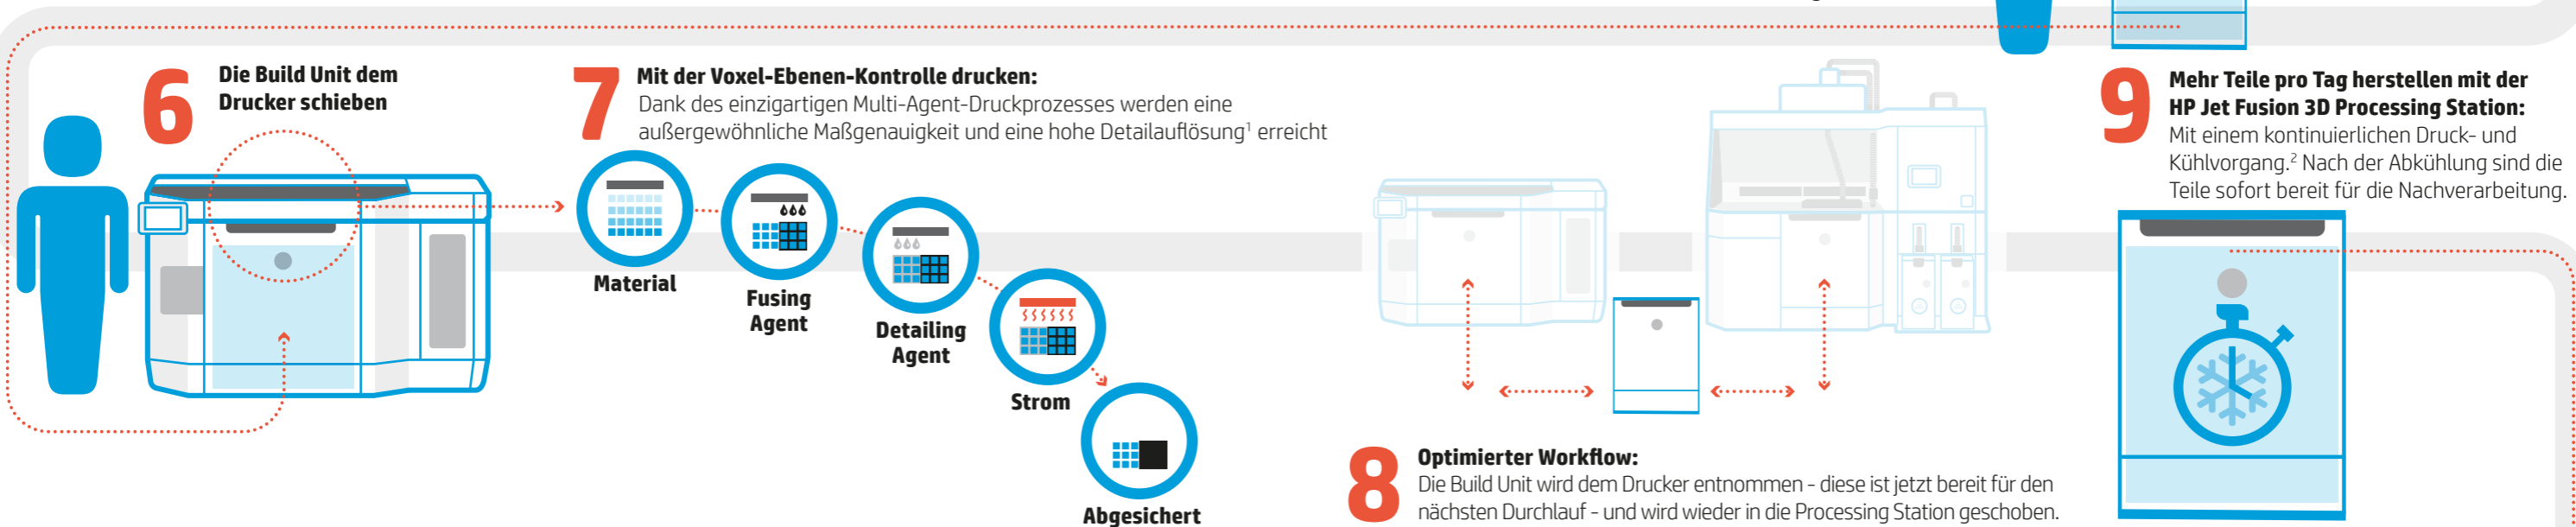 6
Die Build Unit dem
Drucker schieben
7
Mit der Voxel-Ebenen-Kontrolle drucken:
Dank des einzigartigen Multi-Agent-Druckprozesses werden eine
außergewöhnliche Maßgenauigkeit und eine hohe Detailauflösung¹ erreicht
Material
Fusing
Agent
Detailing
Agent
Strom
Abgesichert
8
Optimierter Workflow:
Die Build Unit wird dem Drucker entnommen - diese ist jetzt bereit für den
nächsten Durchlauf - und wird wieder in die Processing Station geschoben.
9
Mehr Teile pro Tag herstellen mit der
HP Jet Fusion 3D Processing Station:
Mit einem kontinuierlichen Druck- und
Kühlvorgang.² Nach der Abkühlung sind die
Teile sofort bereit für die Nachverarbeitung.